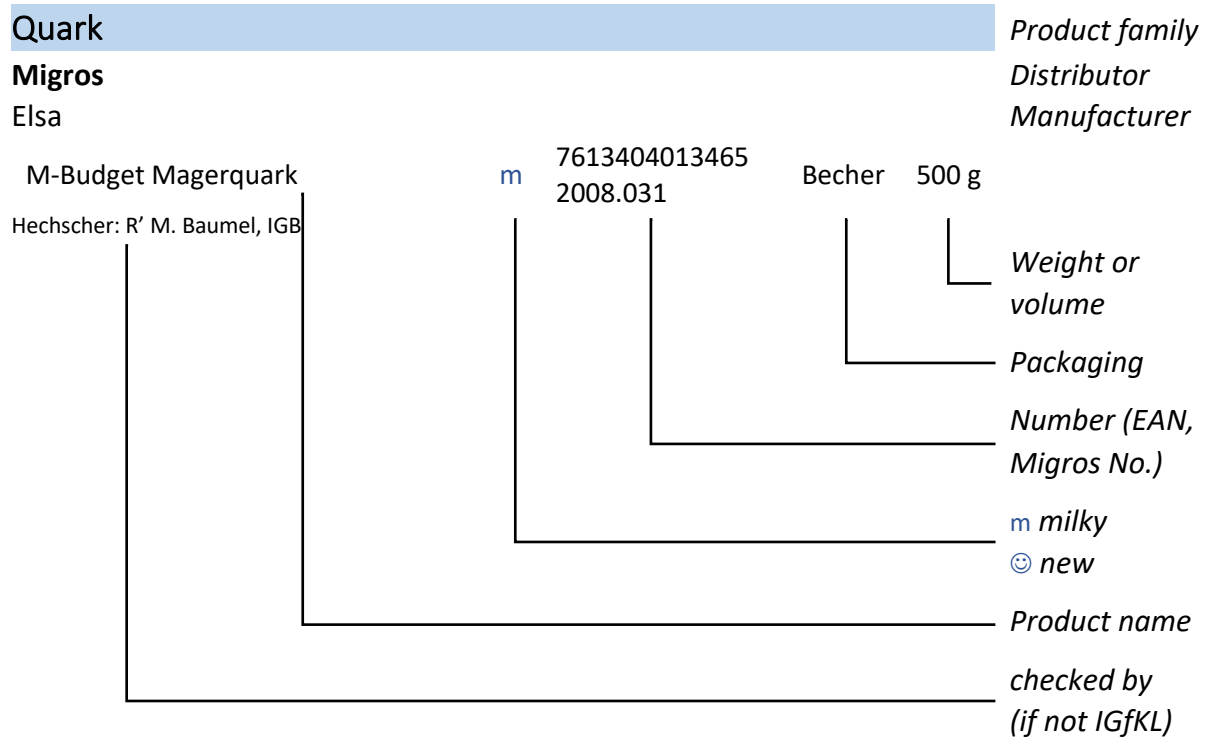 Quark Product family
Migros Distributor
Elsa Manufacturer
M-Budget Magerquark m 7613404013465 Becher 500 g
2008.031
Hechscher: R’ M. Baumel, IGB
Weight or
volume
Packaging
Number (EAN,
Migros No.)
m milky
☺ new
Product name
checked by
(if not IGfKL)